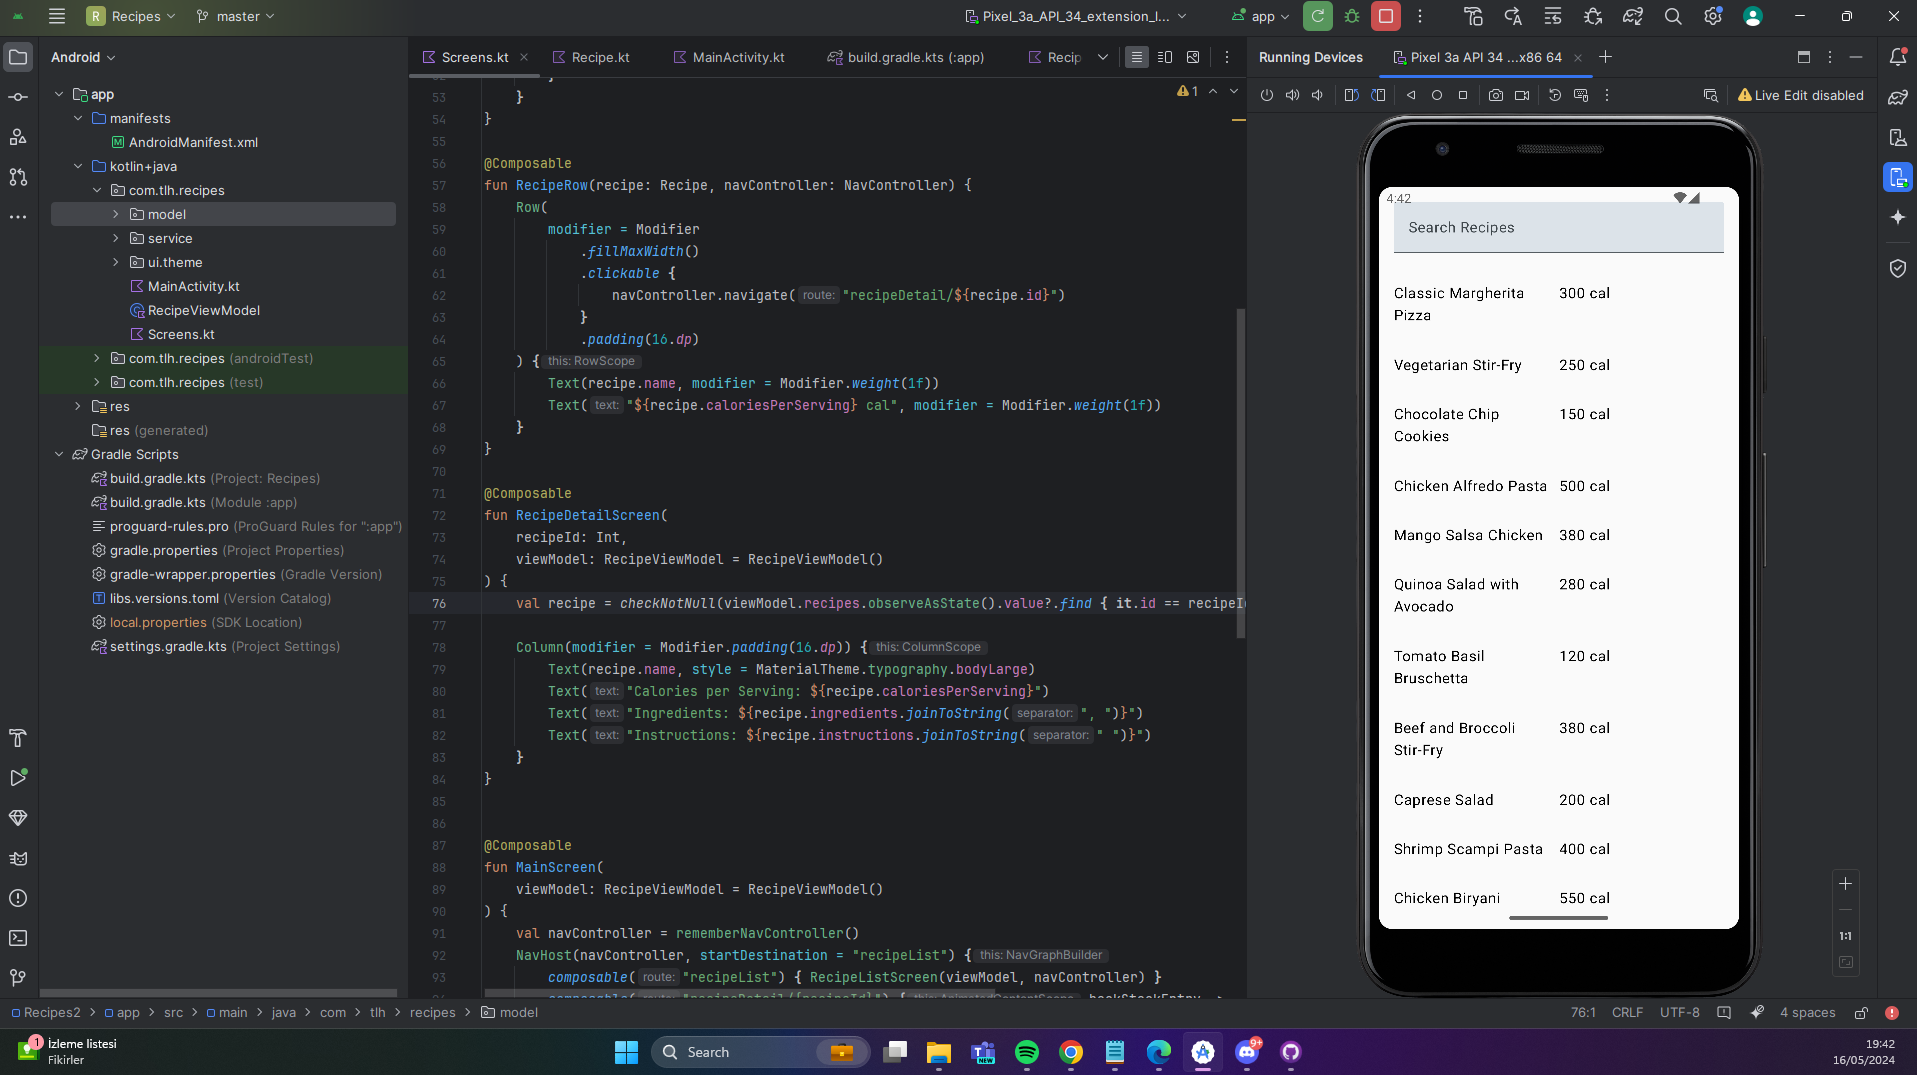 R Recipes
master
Pixel_3a_API_34_extension_l...
app
Android
Screens.kt
Recipe.kt
MainActivity.kt
build.gradle.kts (:app)
Recip
Running Devices
Pixel 3a API 34 ...x86 64
Live Edit disabled
app
manifests
AndroidManifest.xml
kotlin+java
com.tlh.recipes
model
service
ui.theme
MainActivity.kt
RecipeViewModel
Screens.kt
com.tlh.recipes (androidTest)
com.tlh.recipes (test)
res
res (generated)
Gradle Scripts
build.gradle.kts (Project: Recipes)
build.gradle.kts (Module :app)
proguard-rules.pro (ProGuard Rules for ":app")
gradle.properties (Project Properties)
gradle-wrapper.properties (Gradle Version)
libs.versions.toml (Version Catalog)
local.properties (SDK Location)
settings.gradle.kts (Project Settings)
1
53 }
54 }
55
56 @Composable
57 fun RecipeRow(recipe: Recipe, navController: NavController) {
58 Row(
59 modifier = Modifier
60 .fillMaxWidth()
61 .clickable {
62 navController.navigate( route: "recipeDetail/${recipe.id}")
63 }
64 .padding(16.dp)
65 ) { this: RowScope
66 Text(recipe.name, modifier = Modifier.weight(1f))
67 Text( text: "${recipe.caloriesPerServing} cal", modifier = Modifier.weight(1f))
68 }
69 }
70
71 @Composable
72 fun RecipeDetailScreen(
73 recipeId: Int,
74 viewModel: RecipeViewModel = RecipeViewModel()
75 ) {
76 val recipe = checkNotNull(viewModel.recipes.observeAsState().value?.find { it.id == recipeI
77
78 Column(modifier = Modifier.padding(16.dp)) { this: ColumnScope
79 Text(recipe.name, style = MaterialTheme.typography.bodyLarge)
80 Text( text: "Calories per Serving: ${recipe.caloriesPerServing}")
81 Text( text: "Ingredients: ${recipe.ingredients.joinToString( separator: ", ")}")
82 Text( text: "Instructions: ${recipe.instructions.joinToString( separator: " ")}")
83 }
84 }
85
86
87 @Composable
88 fun MainScreen(
89 viewModel: RecipeViewModel = RecipeViewModel()
90 ) {
91 val navController = rememberNavController()
92 NavHost(navController, startDestination = "recipeList") { this: NavGraphBuilder
93 composable( route: "recipeList") { RecipeListScreen(viewModel, navController) }
4:42
Search Recipes
Classic Margherita Pizza 300 cal
Vegetarian Stir-Fry 250 cal
Chocolate Chip Cookies 150 cal
Chicken Alfredo Pasta 500 cal
Mango Salsa Chicken 380 cal
Quinoa Salad with Avocado 280 cal
Tomato Basil Bruschetta 120 cal
Beef and Broccoli Stir-Fry 380 cal
Caprese Salad 200 cal
Shrimp Scampi Pasta 400 cal
Chicken Biryani 550 cal
1:1
Recipes2 > app > src > main > java > com > tlh > recipes > model
76:1 CRLF UTF-8 4 spaces
1
İzleme listesi
Fikirler
Search
NEW
9+
19:42
16/05/2024